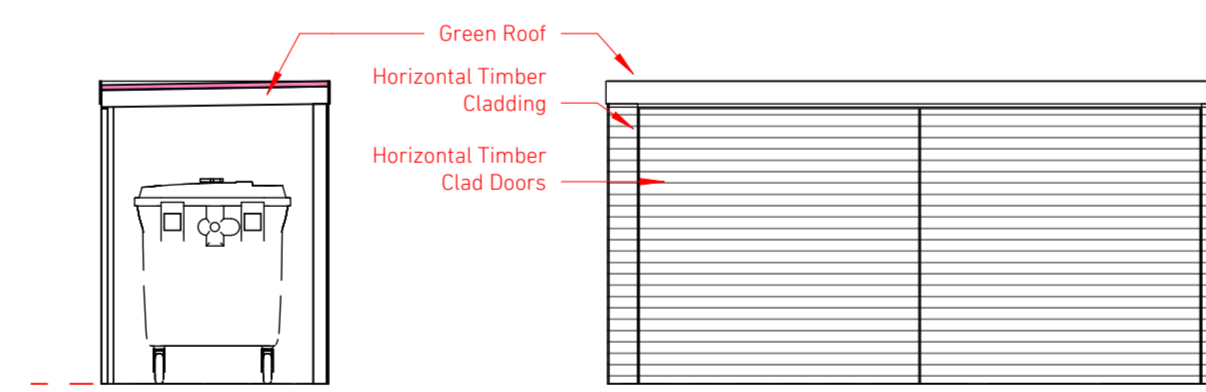 Green Roof
Horizontal Timber
Cladding
Horizontal Timber
Clad Doors